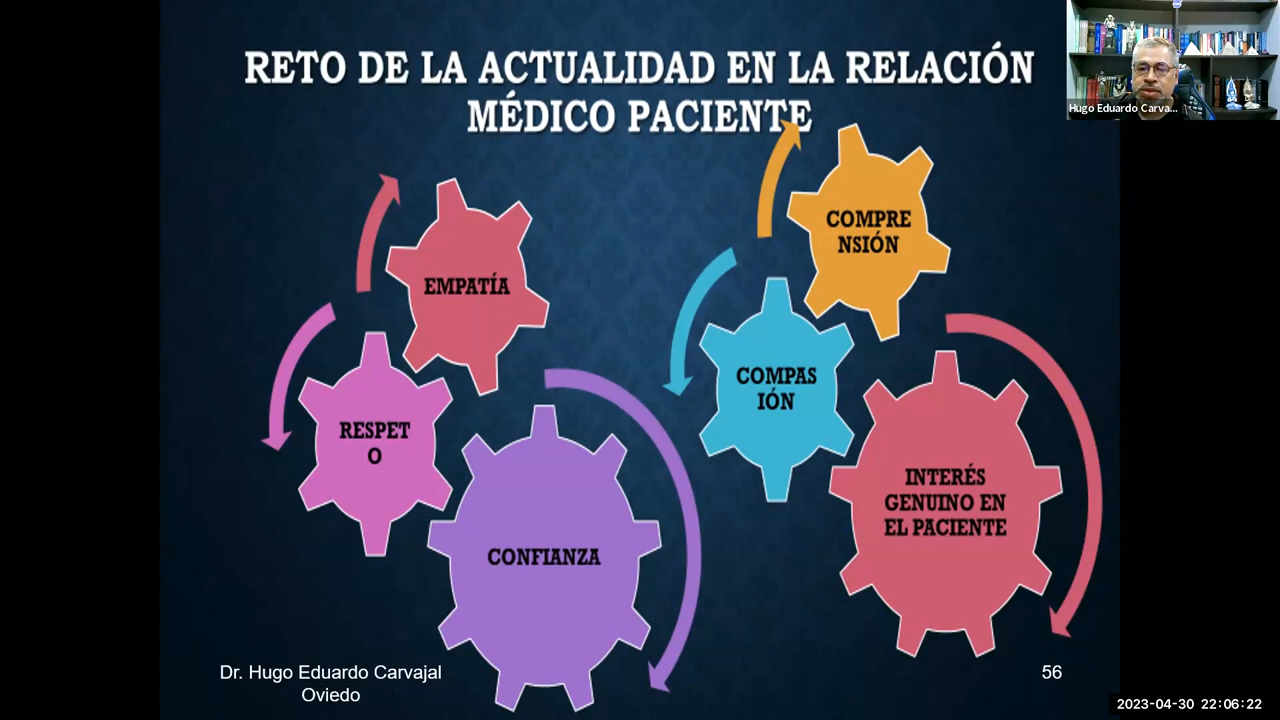 RETO DE LA ACTUALIDAD EN LA RELACIÓN
MÉDICO PACIENTE
Hugo Eduardo Carva...
COMPRE
NSIÓN
EMPATÍA
COMPAS
IÓN
RESPET
O
INTERÉS
GENUINO EN
EL PACIENTE
CONFIANZA
Dr. Hugo Eduardo Carvajal
Oviedo
56
2023-04-30 22:06:22